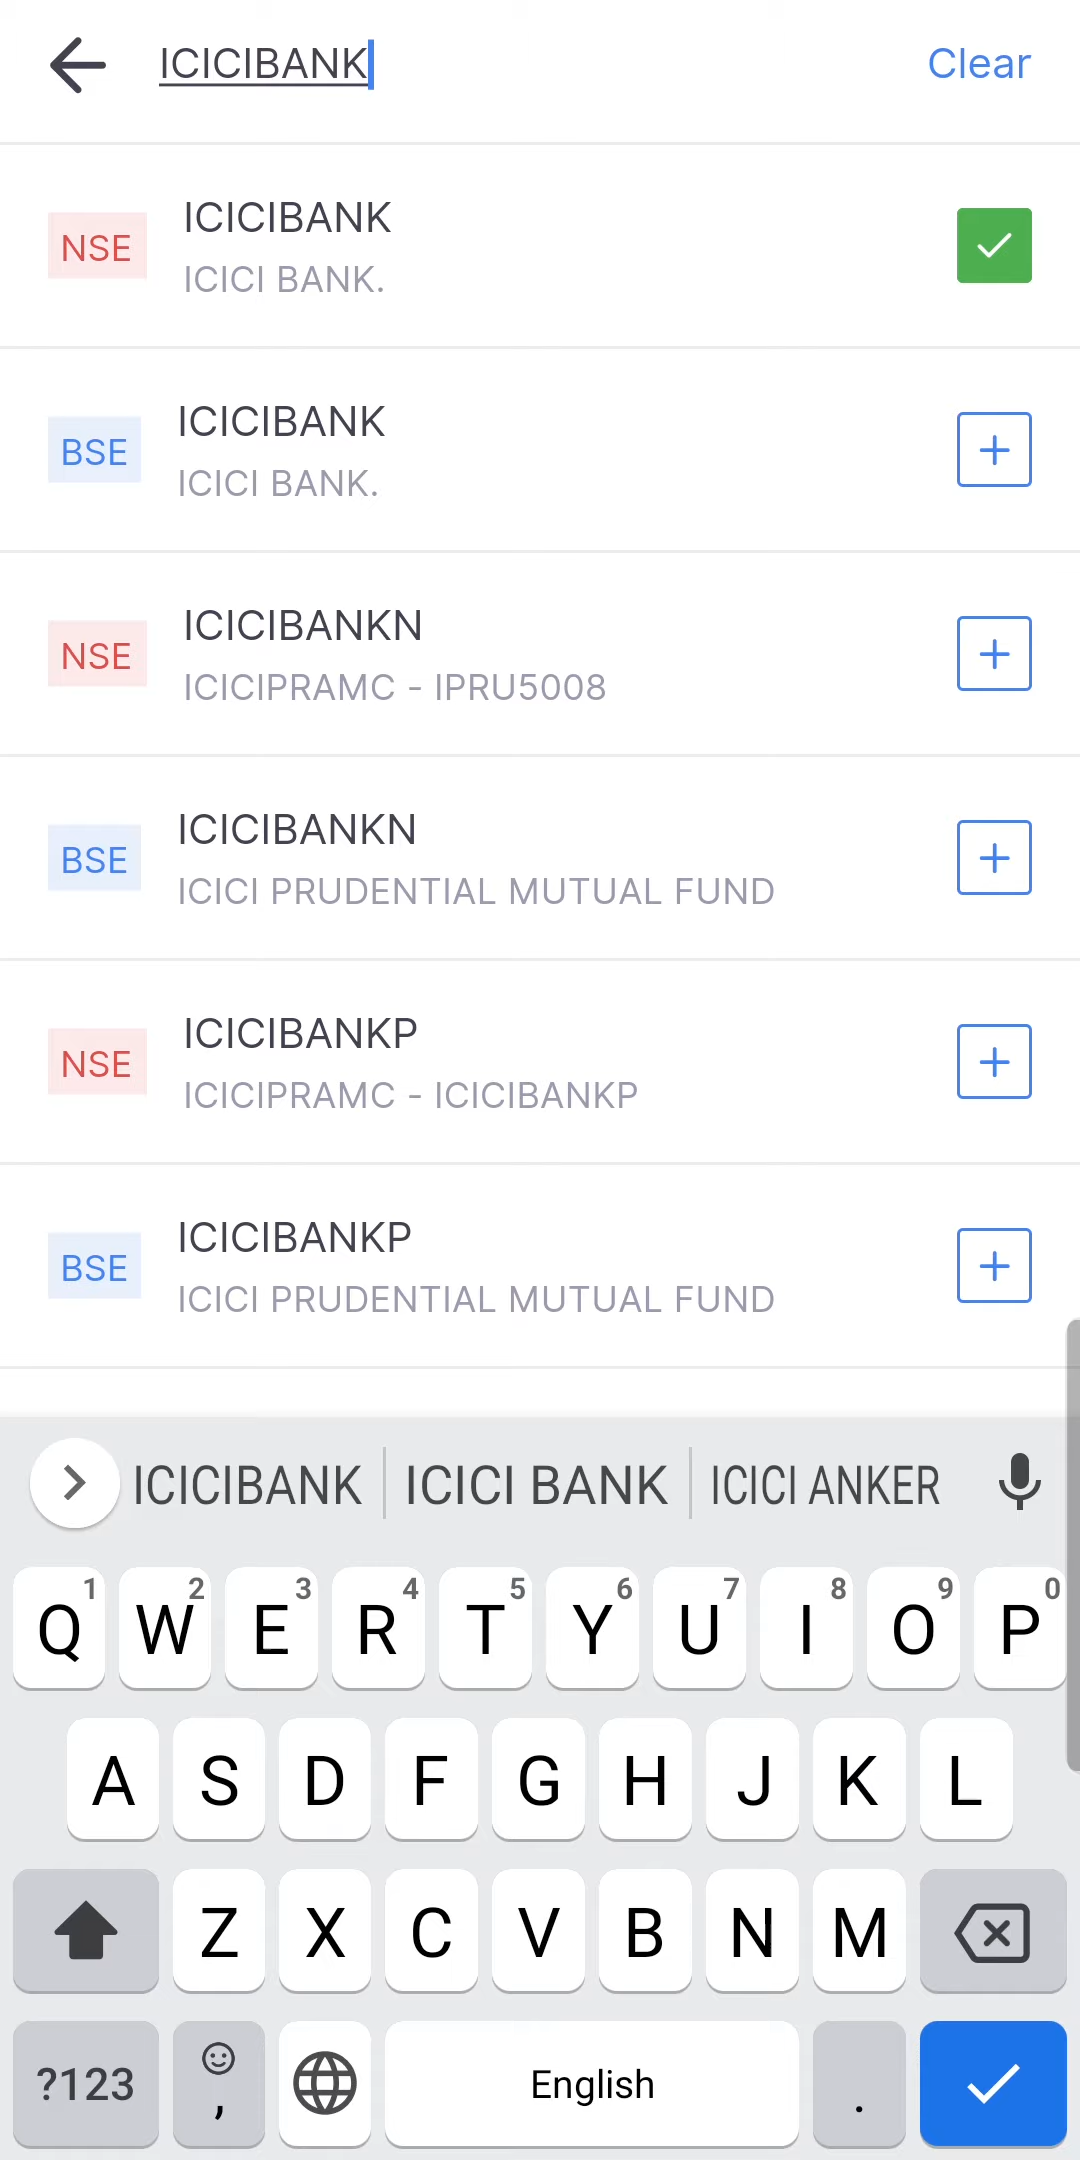 ICICIBANK Clear
NSE ICICIBANK
ICICI BANK.
BSE ICICIBANK
ICICI BANK.
NSE ICICIBANKN
ICICIPRAMC - IPRU5008
BSE ICICIBANKN
ICICI PRUDENTIAL MUTUAL FUND
NSE ICICIBANKP
ICICIPRAMC - ICICIBANKP
BSE ICICIBANKP
ICICI PRUDENTIAL MUTUAL FUND
ICICIBANK ICICI BANK ICICI ANKER
1 2 3 4 5 6 7 8 9 0
Q W E R T Y U I O P
A S D F G H J K L
Z X C V B N M
?123 , English .